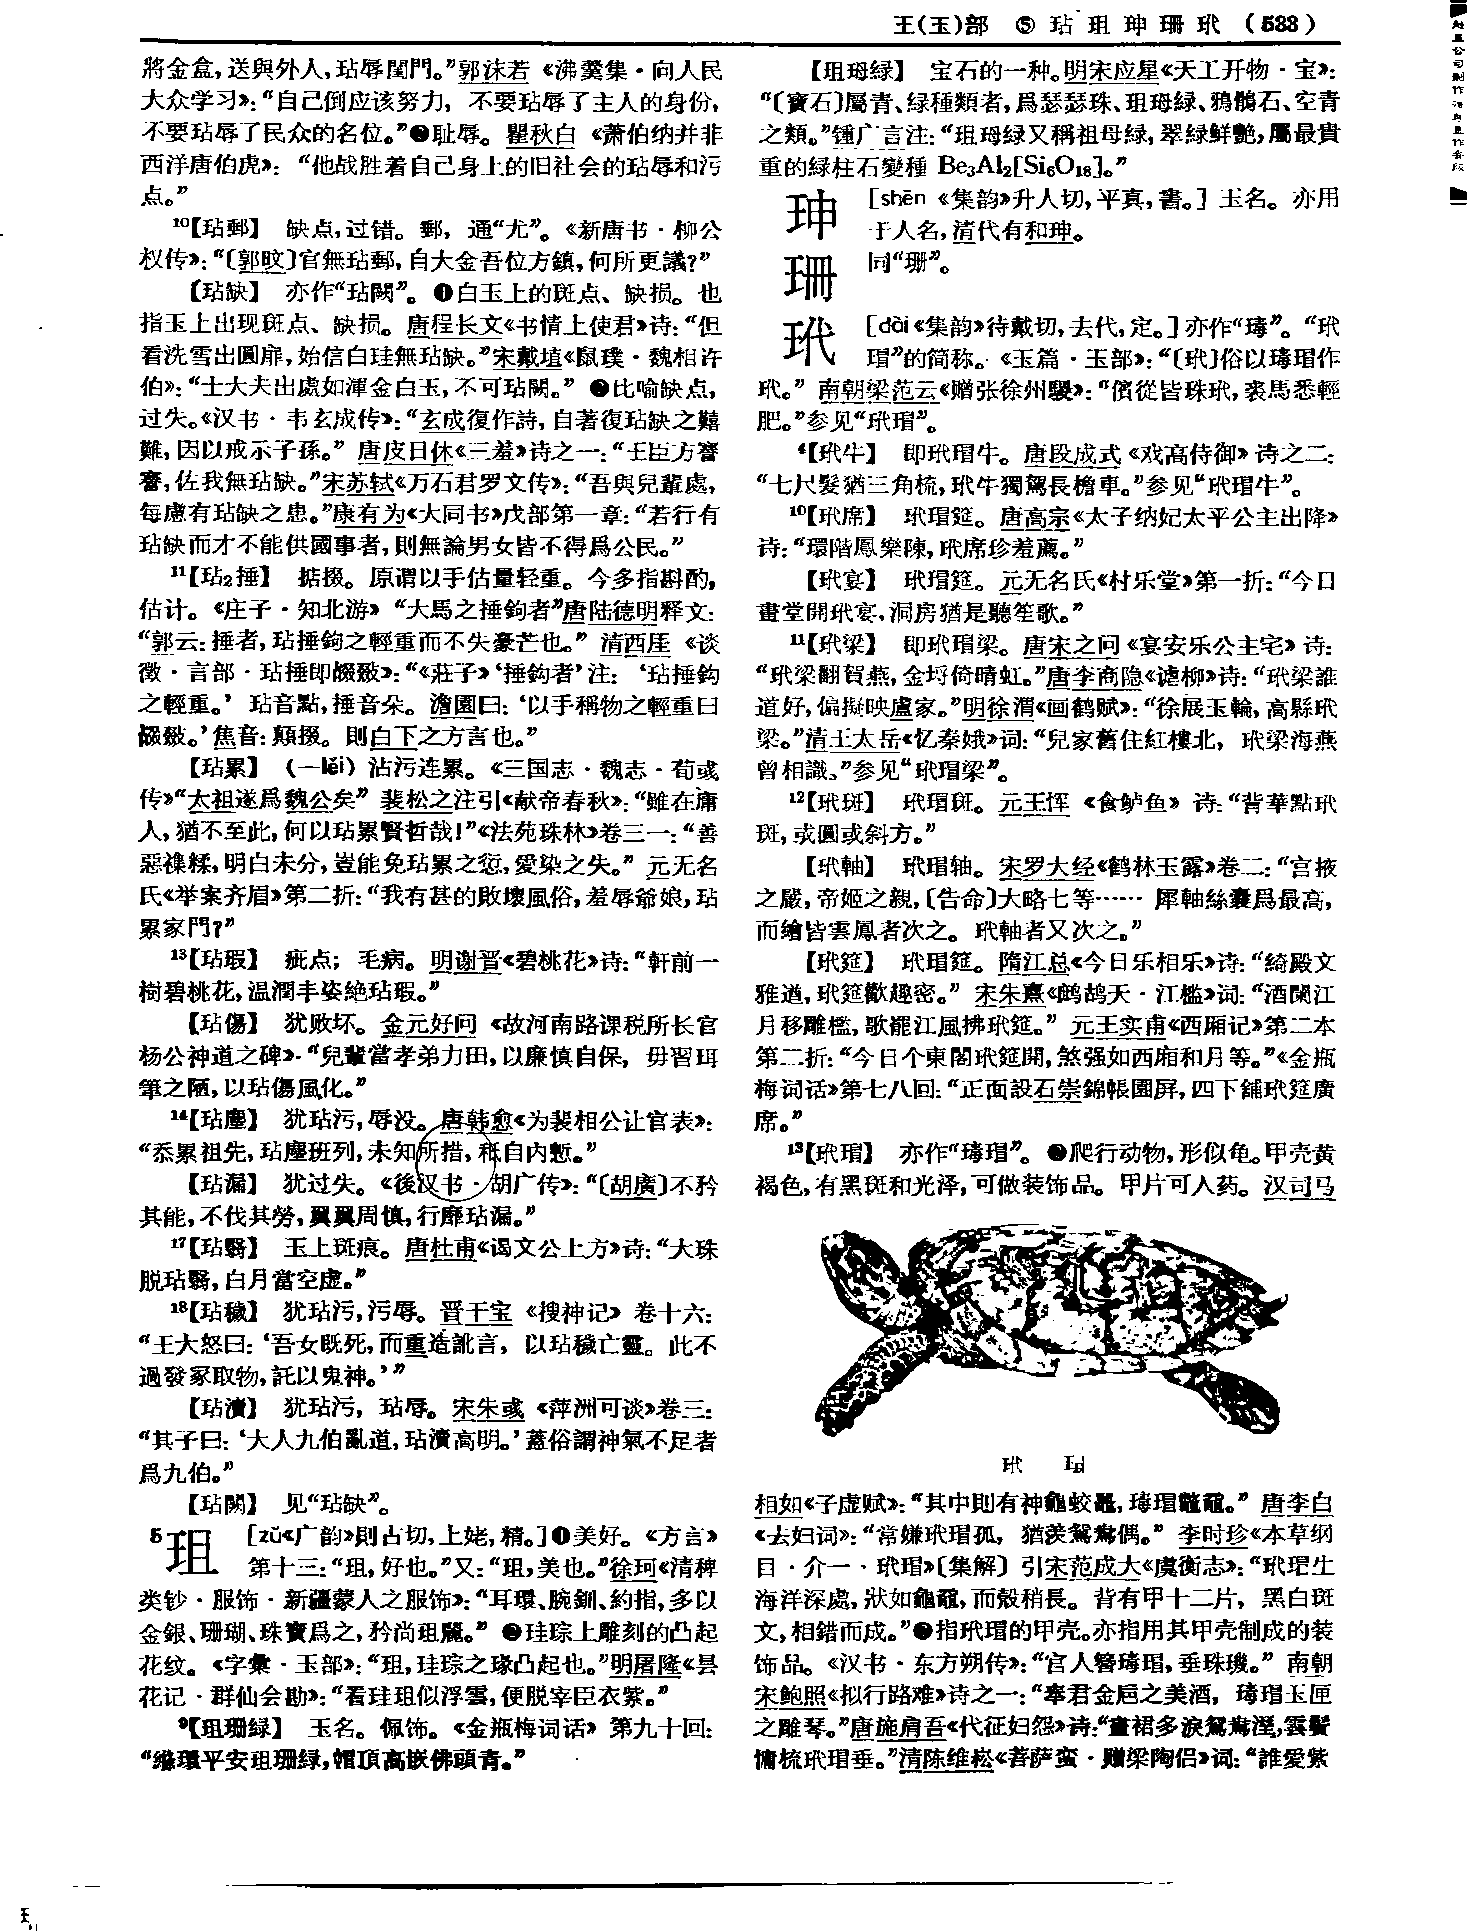 王(玉)部 ⑤ 玷 珇 珅 珊 玳 (533)
將金盒，送與外人，玷辱閨門。”郭沫若《沸羹集·向人民
大众学习》：“自己倒应该努力，不要玷辱了主人的身份，
不要玷辱了民众的名位。”❷耻辱。瞿秋白《萧伯纳并非
西洋唐伯虎》：“他战胜着自己身上的旧社会的玷辱和污
点。”
10【玷郵】 缺点，过错。郵，通“尤”。《新唐书·柳公
权传》：“〔郭旼〕官無玷郵，自大金吾位方鎮，何所更議？”
【玷缺】 亦作“玷闕”。❶白玉上的斑点、缺损。也
指玉上出现斑点、缺损。唐程长文《书情上使君》诗：“但
看洗雪出圜扉，始信白珪無玷缺。”宋戴埴《鼠璞·魏相许
伯》：“士大夫出處如渾金白玉，不可玷闕。”❷比喻缺点，
过失。《汉书·韦玄成传》：“玄成復作詩，自著復玷缺之囏
難，因以戒示子孫。”唐皮日休《三羞》诗之一：“王臣方謇
謇，佐我無玷缺。”宋苏轼《万石君罗文传》：“吾與兒輩處，
每慮有玷缺之患。”康有为《大同书》戊部第一章：“若行有
玷缺而才不能供國事者，則無論男女皆不得爲公民。”
11【玷2捶】 掂掇。原谓以手估量轻重。今多指斟酌，
估计。《庄子·知北游》“大馬之捶鉤者”唐陆德明释文：
“郭云：捶者，玷捶鉤之輕重而不失豪芒也。”清西厓《谈
徵·言部·玷捶即敁敪》：“《莊子》‘捶鉤者’注：‘玷捶鉤
之輕重。’玷音點，捶音朵。澹園曰：‘以手稱物之輕重曰
敁敪。’焦音：顛掇。則白下之方言也。”
【玷累】 （—lěi）沾污连累。《三国志·魏志·荀彧
传》“太祖遂爲魏公矣”裴松之注引《献帝春秋》：“雖在庸
人，猶不至此，何以玷累賢哲哉！”《法苑珠林》卷三一：“善
惡襍糅，明白未分，豈能免玷累之愆，愛染之失。”元无名
氏《举案齐眉》第二折：“我有甚的敗壞風俗，羞辱爺娘，玷
累家門？”
13【玷瑕】 疵点；毛病。明谢晋《碧桃花》诗：“軒前一
樹碧桃花，温潤丰姿絶玷瑕。”
【玷傷】 犹败坏。金元好问《故河南路课税所长官
杨公神道之碑》：“兒輩當孝弟力田，以廉慎自保，毋習珥
筆之陋，以玷傷風化。”
14【玷塵】 犹玷污，辱没。唐韩愈《为裴相公让官表》：
“忝累祖先，玷塵班列，未知所措，秖自内慙。”
【玷漏】 犹过失。《後汉书·胡广传》：“〔胡廣〕不矜
其能，不伐其勞，翼翼周慎，行靡玷漏。”
17【玷翳】 玉上斑痕。唐杜甫《谒文公上方》诗：“大珠
脱玷翳，白月當空虚。”
18【玷穢】 犹玷污，污辱。晋干宝《搜神记》卷十六：
“王大怒曰：‘吾女既死，而重造訛言，以玷穢亡靈。此不
過發冢取物，託以鬼神。’”
【玷瀆】 犹玷污，玷辱。宋朱彧《萍洲可谈》卷三：
“其子曰：‘大人九伯亂道，玷瀆高明。’蓋俗謂神氣不足者
爲九伯。”
【玷闕】 见“玷缺”。
5珇 [zǔ《广韵》則古切，上姥，精。]❶美好。《方言》
第十三：“珇，好也。”又：“珇，美也。”徐珂《清稗
类钞·服饰·新疆蒙人之服饰》：“耳環、腕釧、約指，多以
金銀、珊瑚、珠寶爲之，矜尚珇麗。”❷珪琮上雕刻的凸起
花纹。《字彙·玉部》：“珇，珪琮之瑑凸起也。”明屠隆《昙
花记·群仙会勘》：“看珪珇似浮雲，便脱宰臣衣紫。”
9【珇珊緑】 玉名。佩饰。《金瓶梅词话》第九十回：
“縧環平安珇珊緑，帽頂高嵌佛頭青。”
【珇母緑】 宝石的一种。明宋应星《天工开物·宝》：
“〔寶石〕屬青、緑種類者，爲瑟瑟珠、珇母緑、鴉鶻石、空青
之類。”锺广言注：“珇母緑又稱祖母緑，翠緑鮮艷，屬最貴
重的緑柱石變種 Be3Al2[Si6O18]。”
珅 [shēn《集韵》升人切，平真，書。] 玉名。亦用
于人名，清代有和珅。
珊 同“珊”。
玳 [dài《集韵》待戴切，去代，定。]亦作“瑇”。“玳
瑁”的简称。《玉篇·玉部》：“〔玳〕俗以瑇瑁作
玳。”南朝梁范云《赠张徐州謖》：“儐從皆珠玳，裘馬悉輕
肥。”参见“玳瑁”。
4【玳牛】 即玳瑁牛。唐段成式《戏高侍御》诗之二：
“七尺髮猶三角梳，玳牛獨駕長檐車。”参见“玳瑁牛”。
10【玳席】 玳瑁筵。唐高宗《太子纳妃太平公主出降》
诗：“環階鳳樂陳，玳席珍羞薦。”
【玳宴】 玳瑁筵。元无名氏《村乐堂》第一折：“今日
畫堂開玳宴，洞房猶是聽笙歌。”
11【玳梁】 即玳瑁梁。唐宋之问《宴安乐公主宅》诗：
“玳梁翻賀燕，金埒倚晴虹。”唐李商隐《谑柳》诗：“玳梁誰
道好，偏擬映盧家。”明徐渭《画鹤赋》：“徐展玉輪，高縣玳
梁。”清王太岳《忆秦娥》词：“兒家舊住紅樓北，玳梁海燕
曾相識。”参见“玳瑁梁”。
12【玳斑】 玳瑁斑。元王恽《食鲈鱼》诗：“背華點玳
斑，或圓或斜方。”
【玳軸】 玳瑁轴。宋罗大经《鹤林玉露》卷二：“宫掖
之嚴，帝姬之親，〔告命〕大略七等……犀軸絲囊爲最高，
而繪皆雲鳳者次之。玳軸者又次之。”
【玳筵】 玳瑁筵。隋江总《今日乐相乐》诗：“綺殿文
雅遒，玳筵歡趣密。”宋朱熹《鹧鸪天·江槛》词：“酒闌江
月移雕檻，歌罷江風拂玳筵。”元王实甫《西厢记》第二本
第二折：“今日个東閣玳筵開，煞强如西廂和月等。”《金瓶
梅词话》第七八回：“正面設石崇錦帳圍屏，四下鋪玳筵廣
席。”
13【玳瑁】 亦作“瑇瑁”。❶爬行动物，形似龟。甲壳黄
褐色，有黑斑和光泽，可做装饰品。甲片可入药。汉司马
玳 瑁
相如《子虚赋》：“其中則有神龜蛟鼉，瑇瑁鼈黿。”唐李白
《去妇词》：“常嫌玳瑁孤，猶羡鴛鴦偶。”李时珍《本草纲
目·介一·玳瑁》〔集解〕引宋范成大《虞衡志》：“玳瑁生
海洋深處，狀如龜黿，而殼稍長。背有甲十二片，黑白斑
文，相錯而成。”❷指玳瑁的甲壳。亦指用其甲壳制成的装
饰品。《汉书·东方朔传》：“宫人簪瑇瑁，垂珠璣。”南朝
宋鲍照《拟行路难》诗之一：“奉君金巵之美酒，瑇瑁玉匣
之雕琴。”唐施肩吾《代征妇怨》诗：“畫裙多淚鴛鴦溼，雲鬢
慵梳玳瑁垂。”清陈维崧《菩萨蛮·赠梁陶侣》词：“誰愛紫